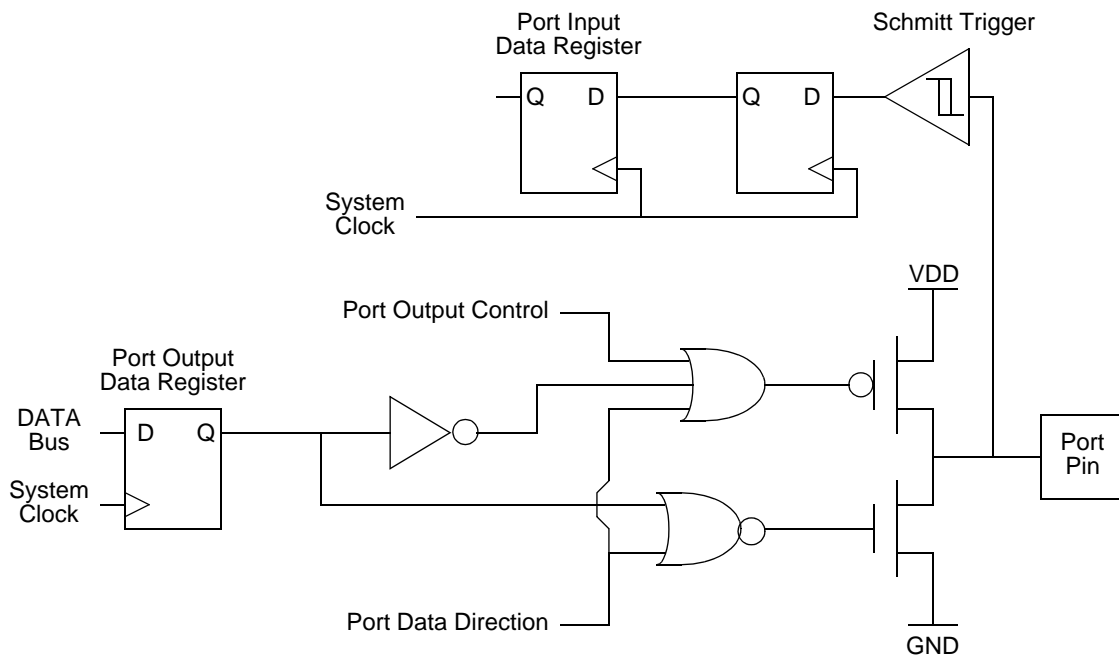 Port Input
Data Register
Schmitt Trigger
Q D
Q D
System
Clock
VDD
Port Output Control
Port Output
Data Register
DATA
Bus
D Q
System
Clock
Port
Pin
Port Data Direction
GND